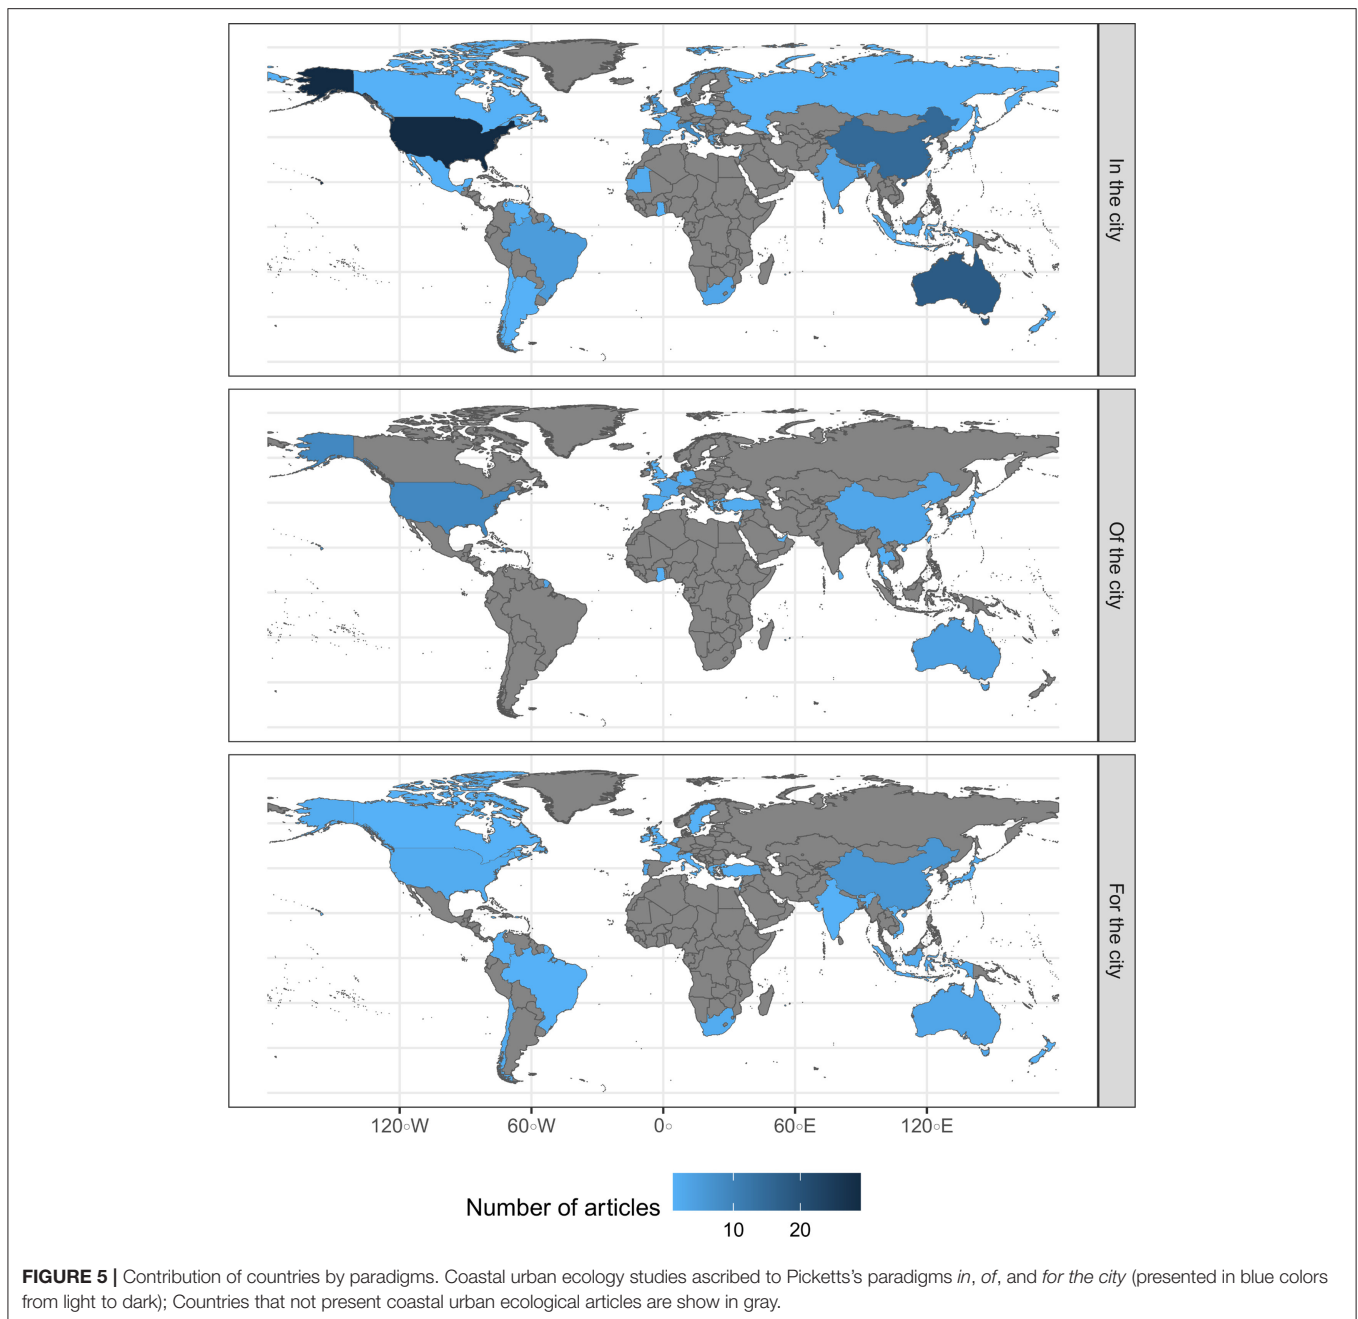 In the city
Of the city
For the city
120○W 60○W 0○ 60○E 120○E
Number of articles
10 20
FIGURE 5 | Contribution of countries by paradigms. Coastal urban ecology studies ascribed to Picketts's paradigms in, of, and for the city (presented in blue colors
from light to dark); Countries that not present coastal urban ecological articles are show in gray.